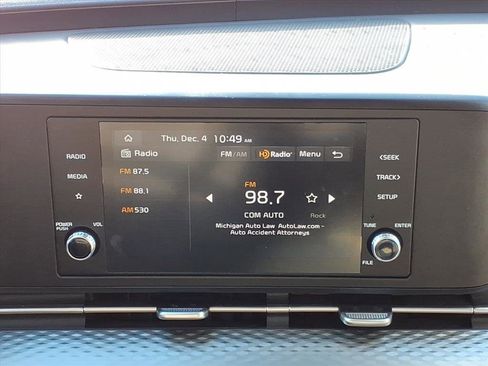 Thu, Dec. 4 10:49 AM
Radio FM/AM HD Radio Menu
FM 87.5
FM 88.1
AM 530
FM
98.7
COM AUTO Rock
Michigan Auto Law AutoLaw.com -
Auto Accident Attorneys
RADIO
MEDIA
POWER
PUSH
VOL
<SEEK
TRACK>
SETUP
TUNE
ENTER
FILE